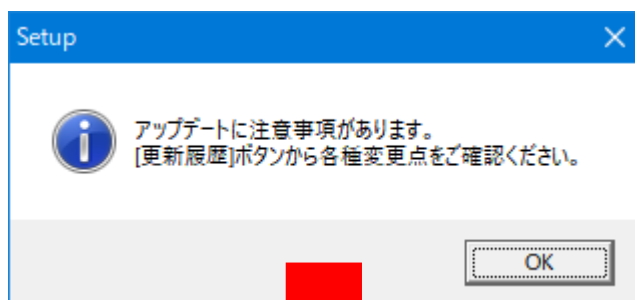 Setup
アップデートに注意事項があります。
[更新履歴]ボタンから各種変更点をご確認ください。
OK